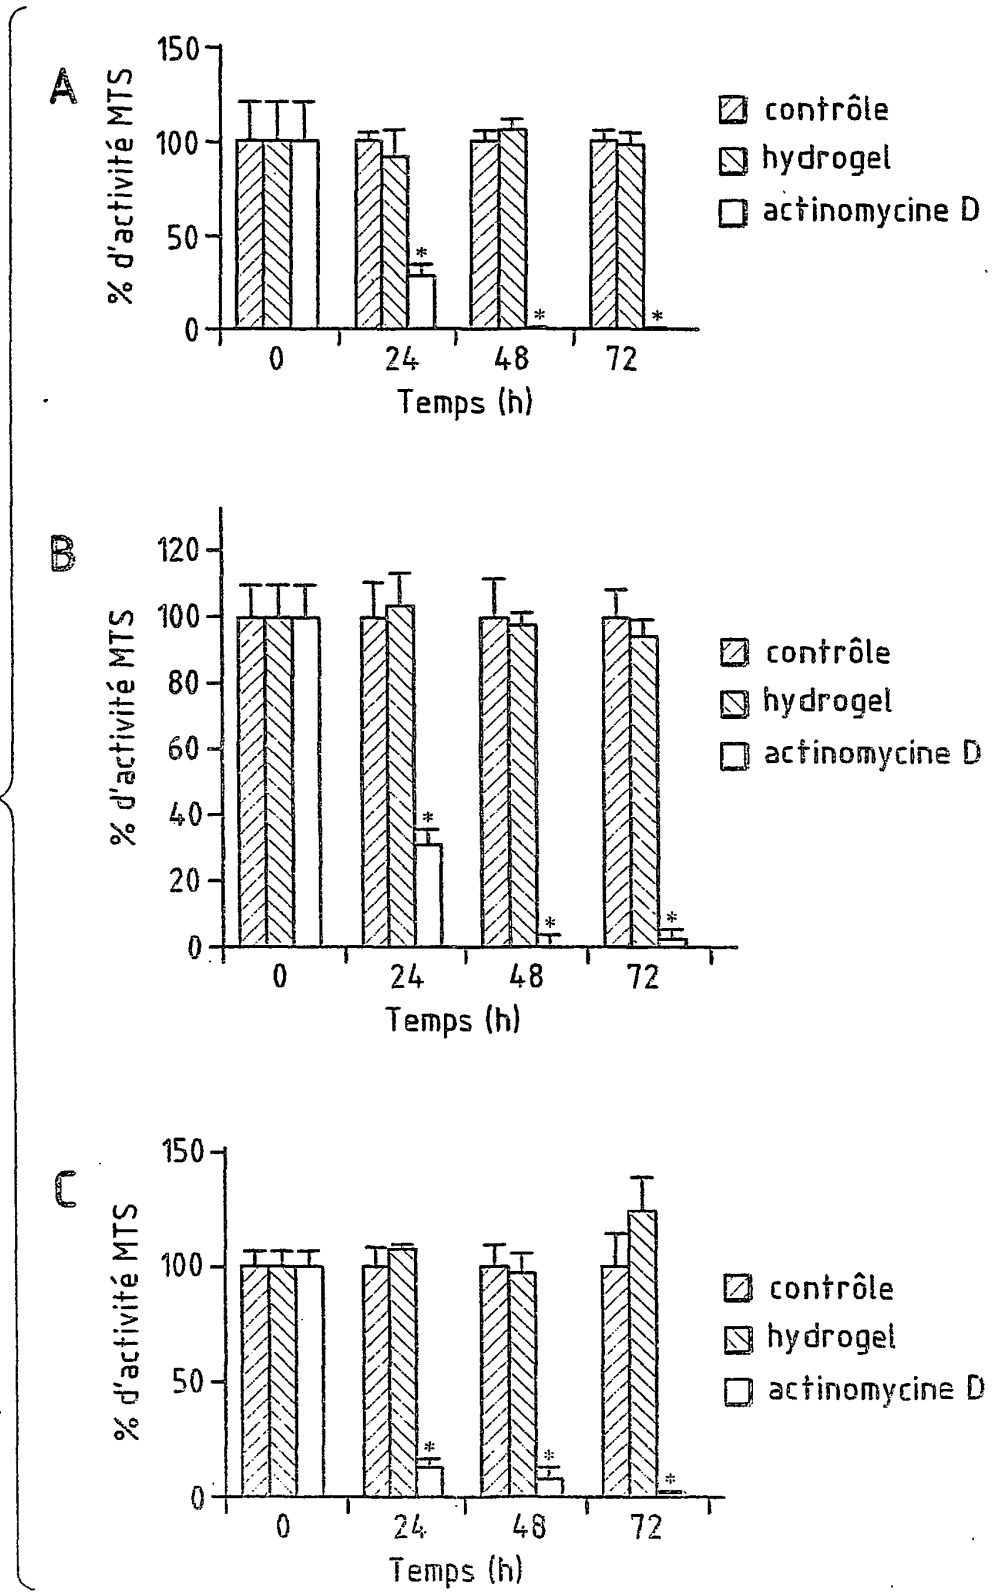 A
% d'activité MTS
150
100
50
0
*
*
*
0 24 48 72
Temps (h)
contrôle
hydrogel
actinomycine D
B
% d'activité MTS
120
100
80
60
40
20
0
*
*
*
0 24 48 72
Temps (h)
contrôle
hydrogel
actinomycine D
C
% d'activité MTS
150
100
50
0
*
*
*
0 24 48 72
Temps (h)
contrôle
hydrogel
actinomycine D